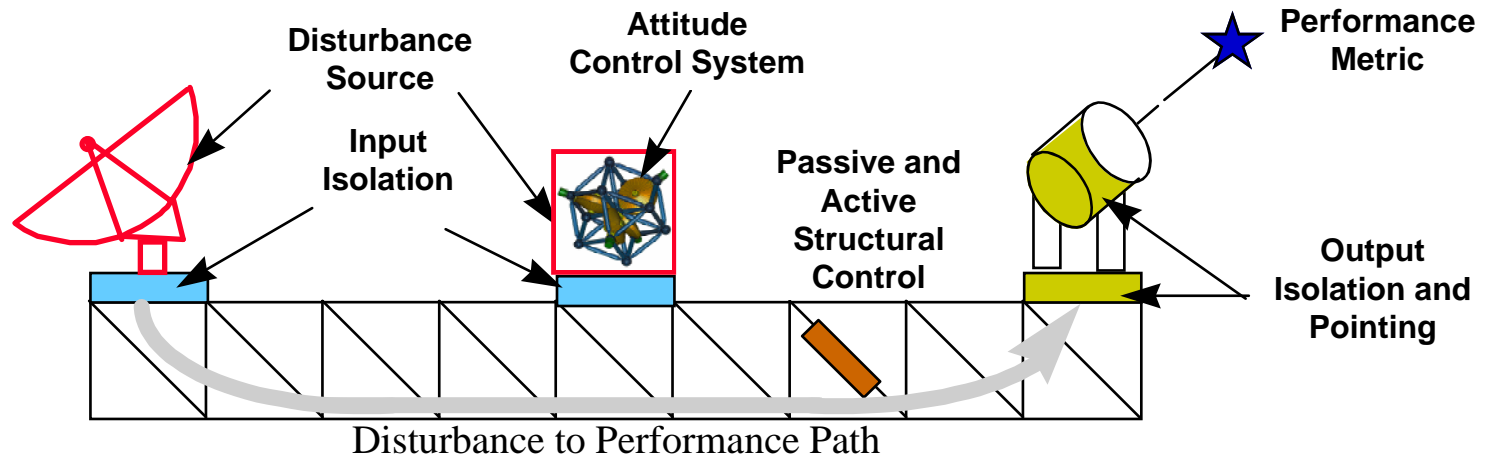 Disturbance
Source
Attitude
Control System
Performance
Metric
Input
Isolation
Passive and
Active
Structural
Control
Output
Isolation and
Pointing
Disturbance to Performance Path